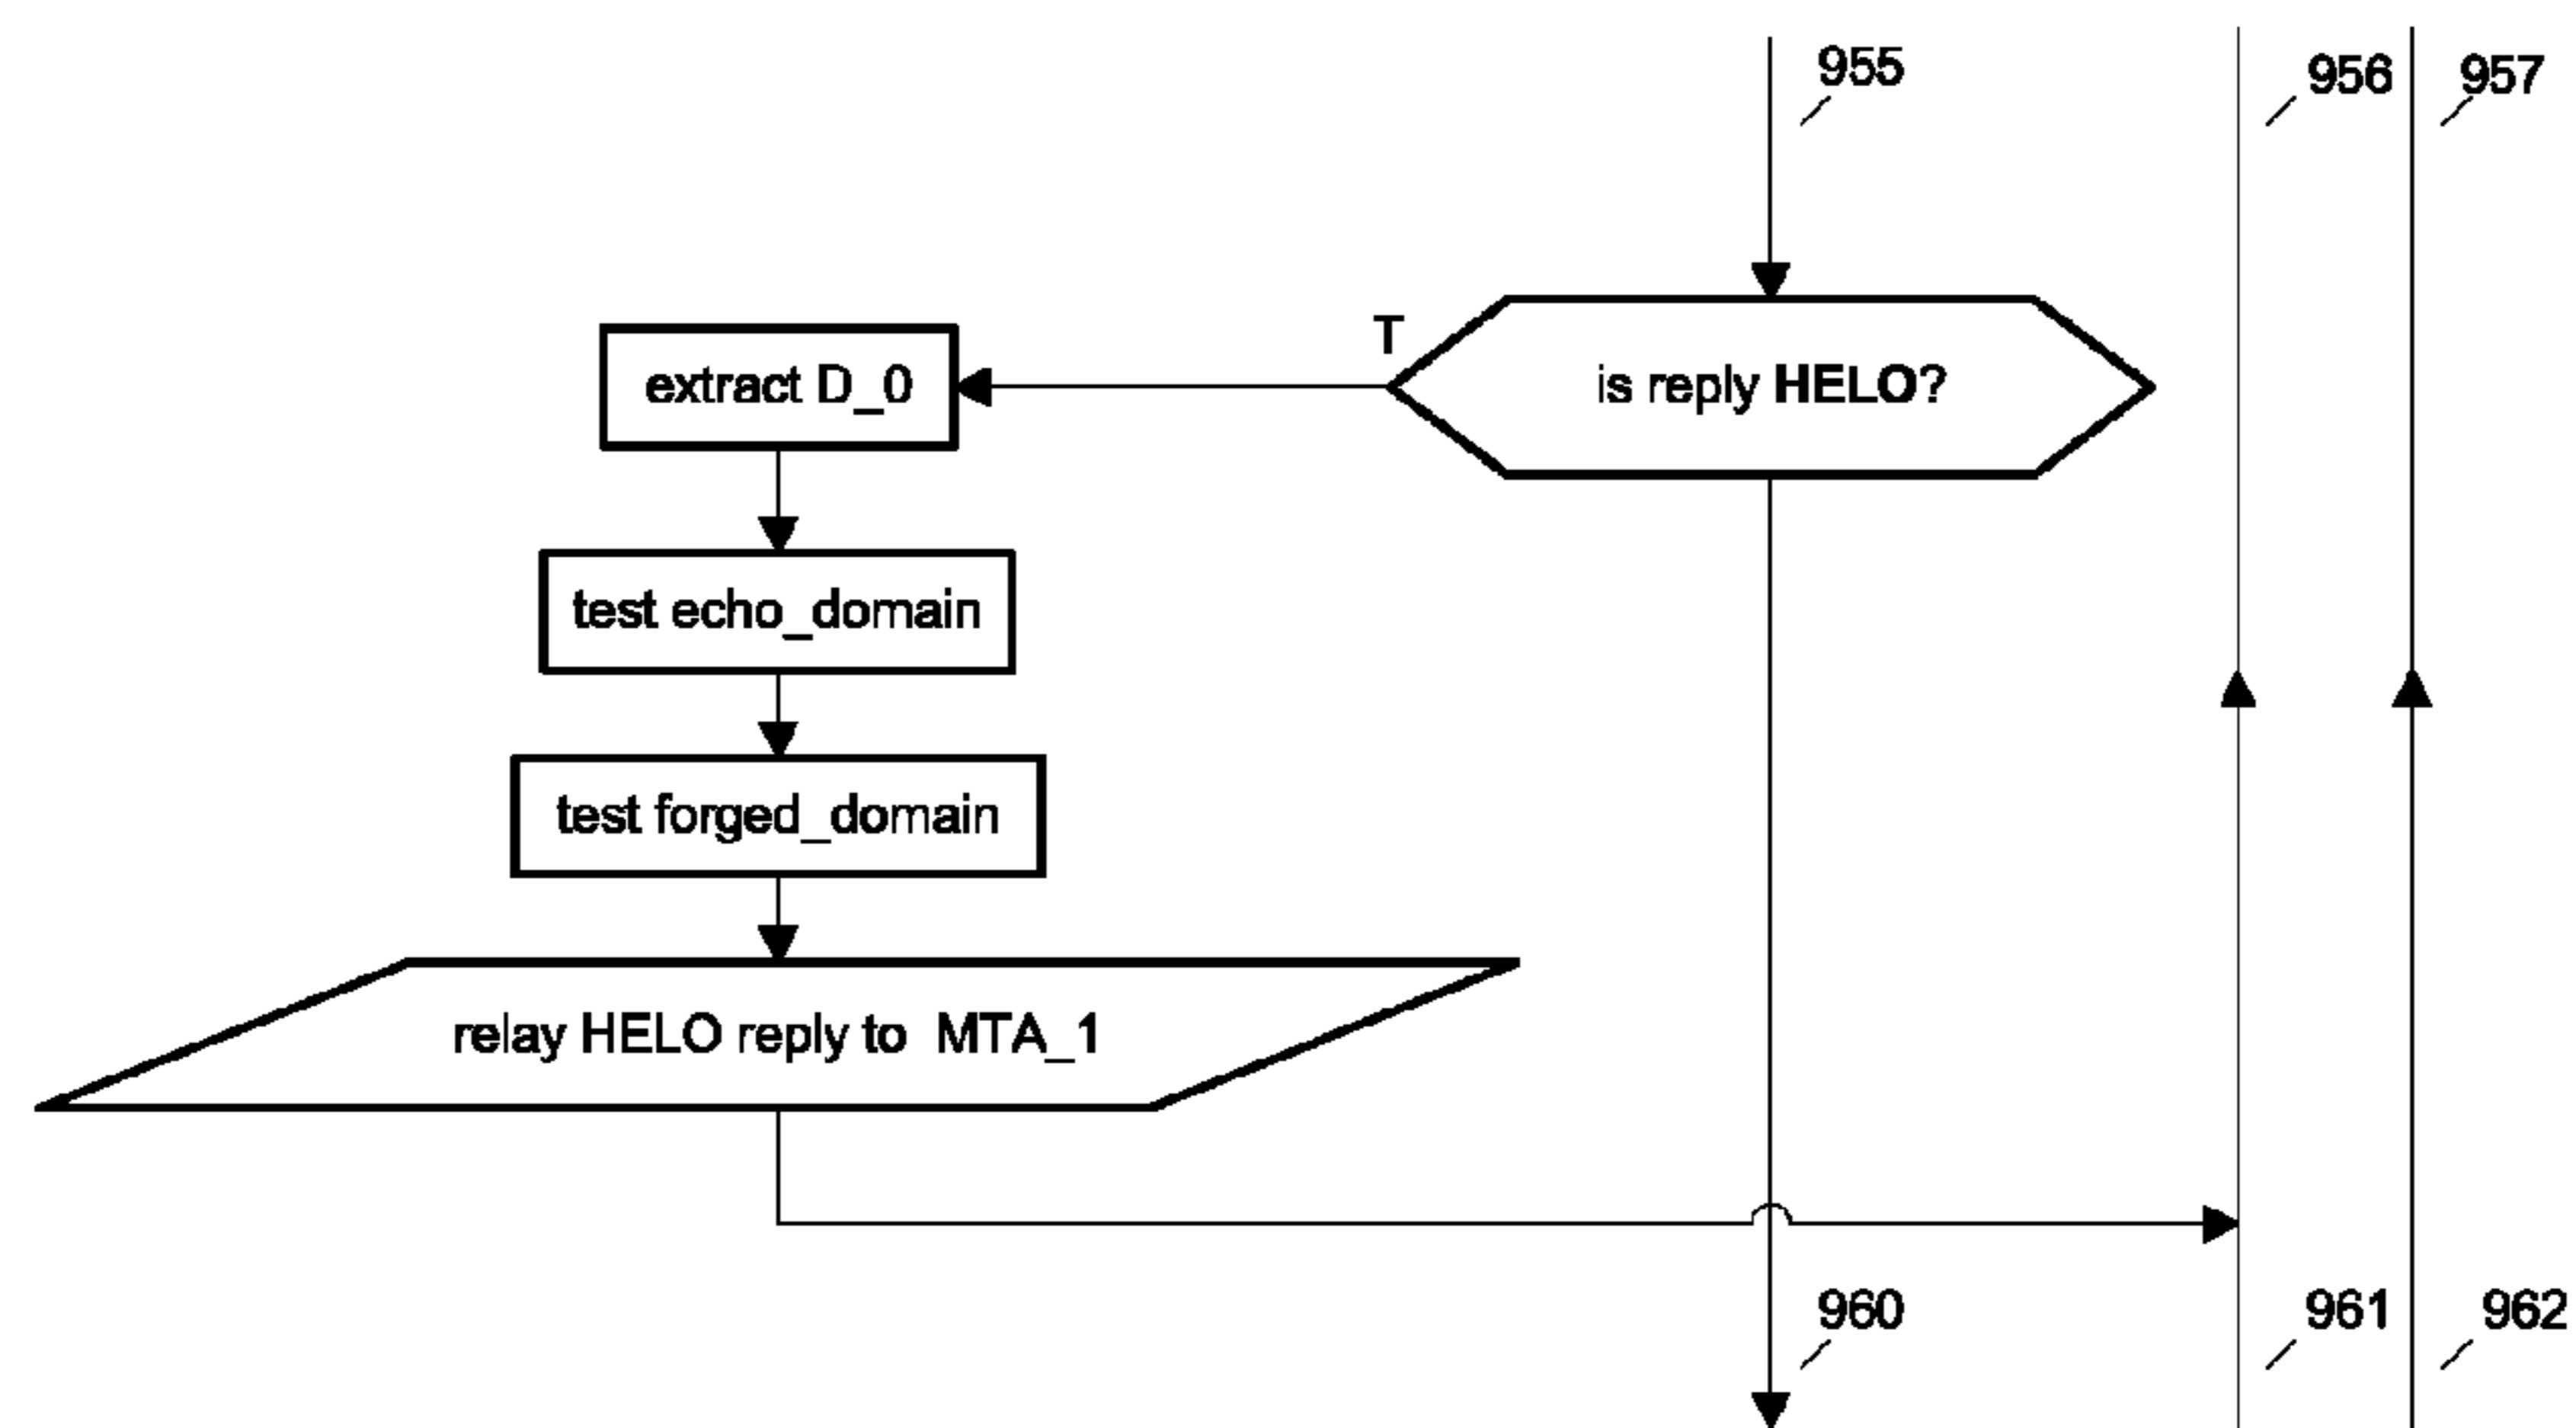 955
956
957
T
is reply HELO?
extract D_0
test echo_domain
test forged_domain
relay HELO reply to MTA_1
960
961
962